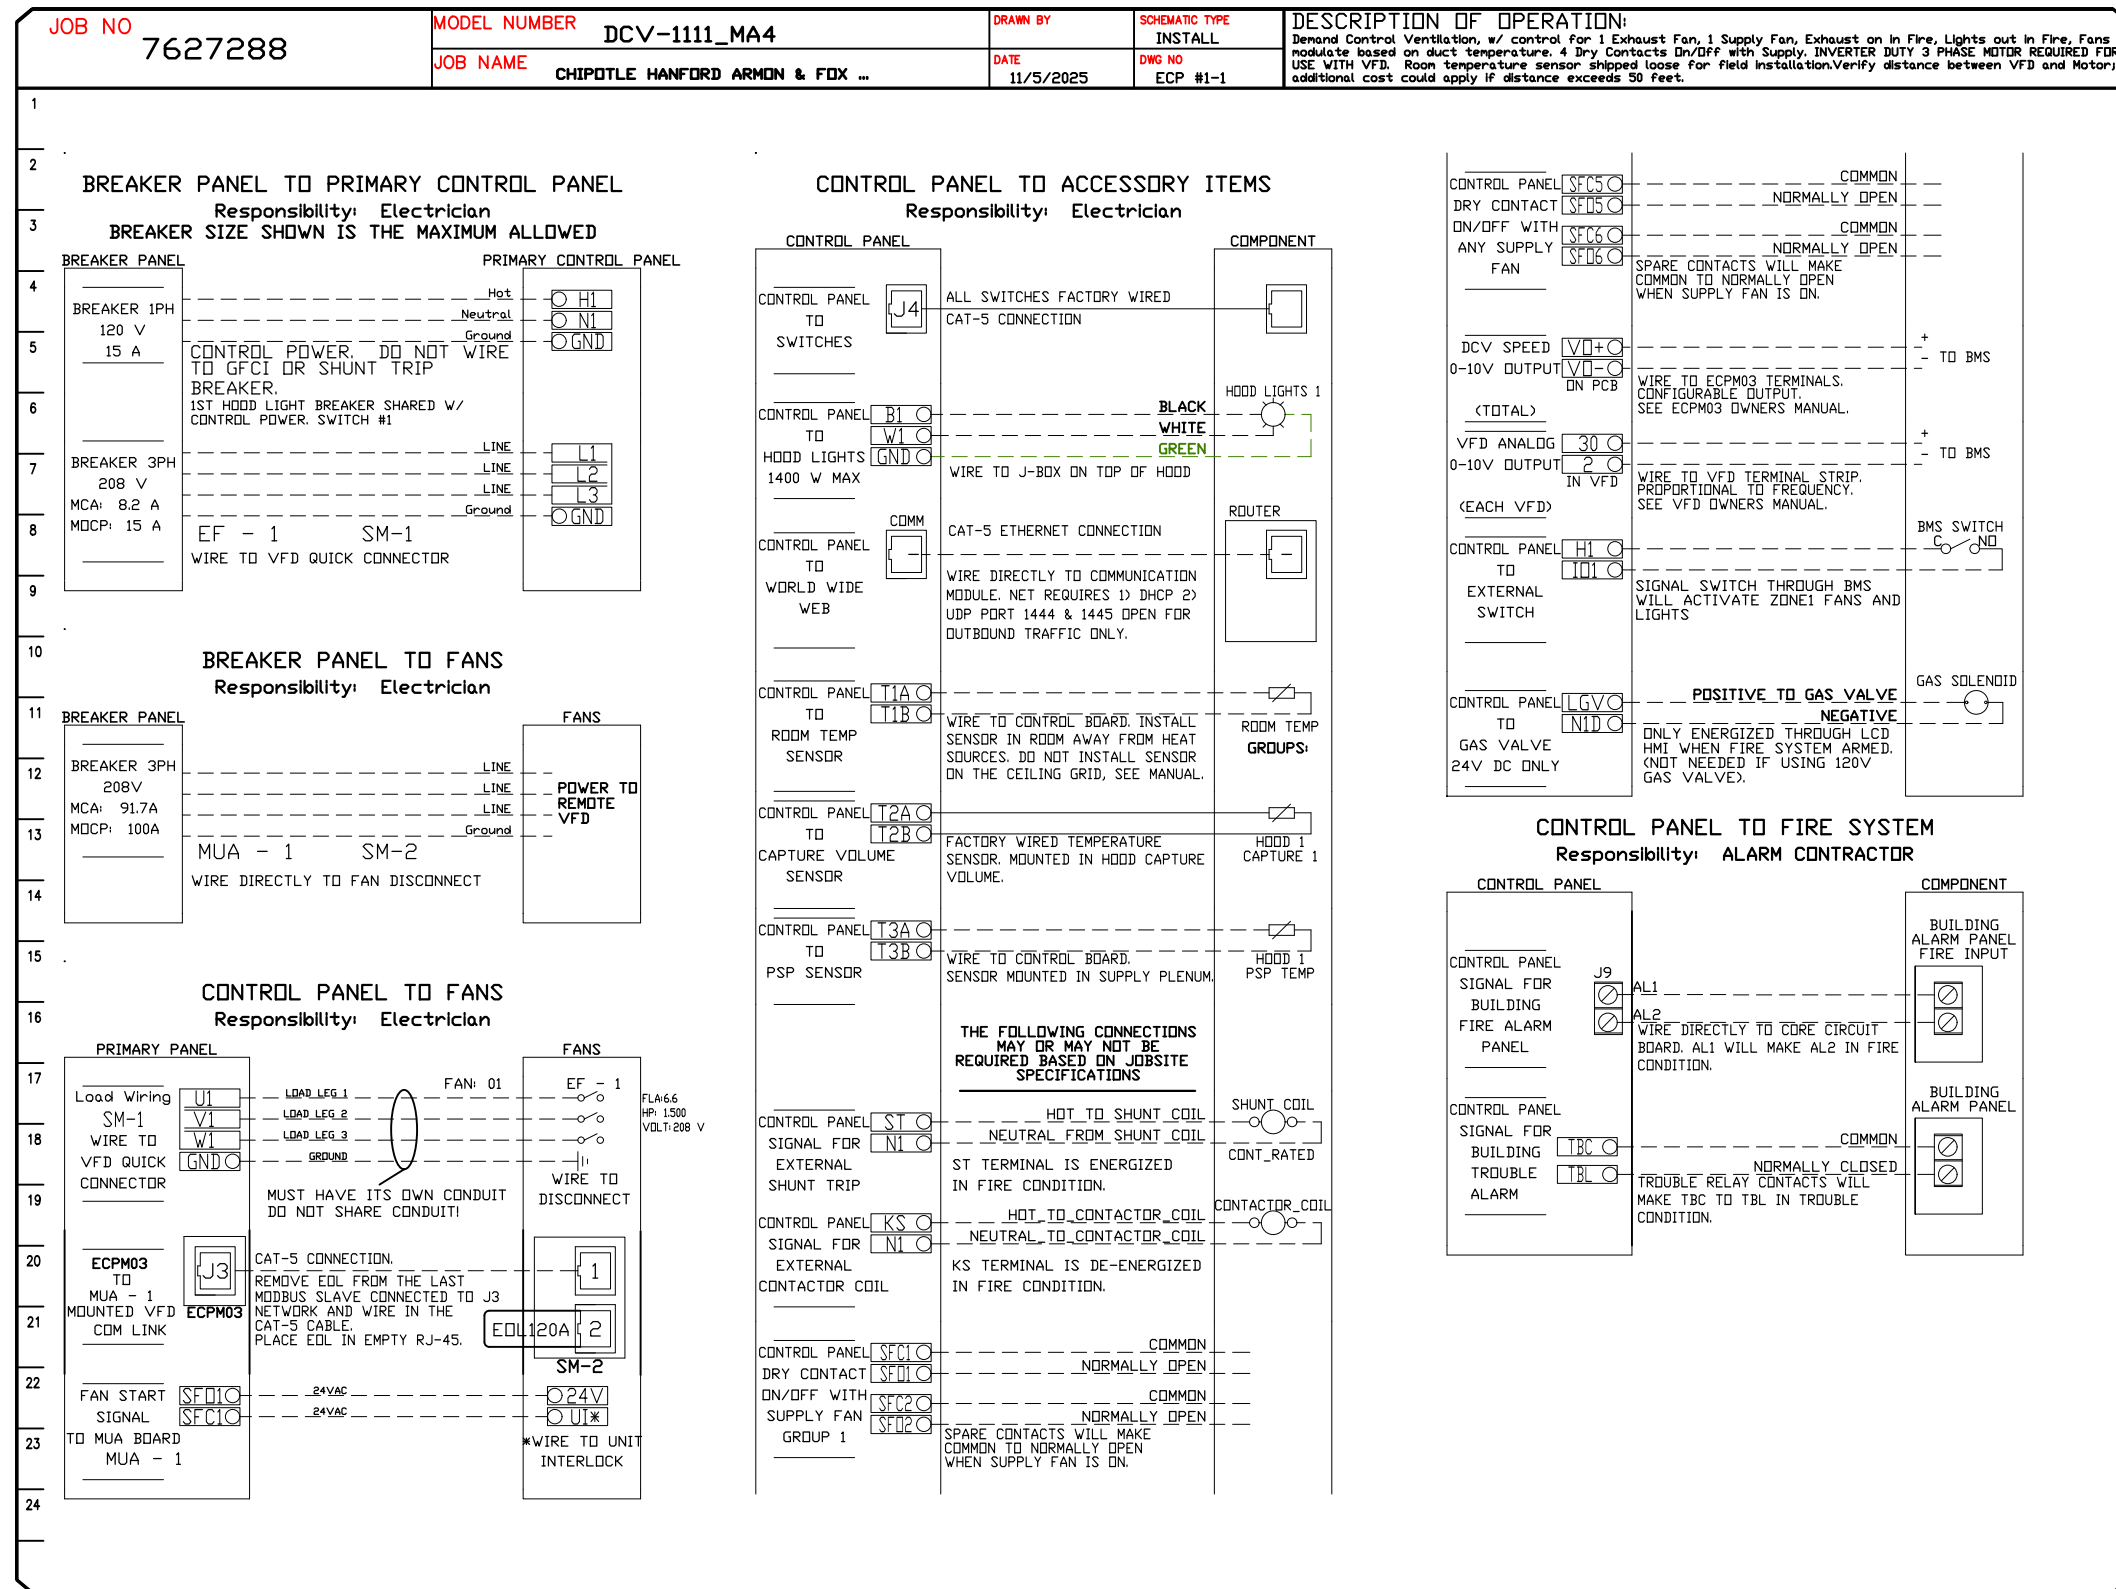 JOB NO
7627288
MODEL NUMBER
DCV-1111_MA4
JOB NAME
CHIPOTLE HANFORD ARMON & FOX ...
DRAWN BY
SCHEMATIC TYPE
INSTALL
DATE
11/5/2025
DWG NO
ECP #1-1
DESCRIPTION OF OPERATION:
Demand Control Ventilation, w/ control for 1 Exhaust Fan, 1 Supply Fan, Exhaust on in Fire, Lights out in Fire, Fans
modulate based on duct temperature. 4 Dry Contacts On/Off with Supply. INVERTER DUTY 3 PHASE MOTOR REQUIRED FOR
USE WITH VFD. Room temperature sensor shipped loose for field installation.Verify distance between VFD and Motor;
additional cost could apply if distance exceeds 50 feet.
1
2
3
4
5
6
7
8
9
10
11
12
13
14
15
16
17
18
19
20
21
22
23
24
BREAKER PANEL TO PRIMARY CONTROL PANEL
Responsibility: Electrician
BREAKER SIZE SHOWN IS THE MAXIMUM ALLOWED
BREAKER PANEL
PRIMARY CONTROL PANEL
BREAKER 1PH
120 V
15 A
Hot
H1
Neutral
N1
Ground
GND
CONTROL POWER. DO NOT WIRE
TO GFCI OR SHUNT TRIP
BREAKER.
1ST HOOD LIGHT BREAKER SHARED W/
CONTROL POWER. SWITCH #1
BREAKER 3PH
208 V
MCA: 8.2 A
MOCP: 15 A
LINE
L1
LINE
L2
LINE
L3
Ground
GND
EF - 1 SM-1
WIRE TO VFD QUICK CONNECTOR
BREAKER PANEL TO FANS
Responsibility: Electrician
BREAKER PANEL
FANS
BREAKER 3PH
208V
MCA: 91.7A
MOCP: 100A
LINE
LINE
LINE
Ground
POWER TO
REMOTE
VFD
MUA - 1 SM-2
WIRE DIRECTLY TO FAN DISCONNECT
CONTROL PANEL TO FANS
Responsibility: Electrician
PRIMARY PANEL
FANS
Load Wiring
SM-1
WIRE TO
VFD QUICK
CONNECTOR
U1
V1
W1
GND
LOAD LEG 1
LOAD LEG 2
LOAD LEG 3
GROUND
FAN: 01
EF - 1
FLA:6.6
HP: 1.500
VOLT: 208 V
WIRE TO
DISCONNECT
MUST HAVE ITS OWN CONDUIT
DO NOT SHARE CONDUIT!
ECPM03
TO
MUA - 1
MOUNTED VFD
COM LINK
J3
ECPM03
CAT-5 CONNECTION.
REMOVE EOL FROM THE LAST
MODBUS SLAVE CONNECTED TO J3
NETWORK AND WIRE IN THE
CAT-5 CABLE.
PLACE EOL IN EMPTY RJ-45.
1
EOL120A
2
SM-2
FAN START
SIGNAL
TO MUA BOARD
MUA - 1
SFO1
SFC1
24VAC
24VAC
24V
UI*
*WIRE TO UNIT
INTERLOCK
CONTROL PANEL TO ACCESSORY ITEMS
Responsibility: Electrician
CONTROL PANEL
COMPONENT
CONTROL PANEL
TO
SWITCHES
J4
ALL SWITCHES FACTORY WIRED
CAT-5 CONNECTION
CONTROL PANEL
TO
HOOD LIGHTS
1400 W MAX
B1
W1
GND
BLACK
WHITE
GREEN
HOOD LIGHTS 1
WIRE TO J-BOX ON TOP OF HOOD
CONTROL PANEL
TO
WORLD WIDE
WEB
COMM
CAT-5 ETHERNET CONNECTION
ROUTER
WIRE DIRECTLY TO COMMUNICATION
MODULE. NET REQUIRES 1) DHCP 2)
UDP PORT 1444 & 1445 OPEN FOR
OUTBOUND TRAFFIC ONLY.
CONTROL PANEL
TO
ROOM TEMP
SENSOR
T1A
T1B
WIRE TO CONTROL BOARD. INSTALL
SENSOR IN ROOM AWAY FROM HEAT
SOURCES. DO NOT INSTALL SENSOR
ON THE CEILING GRID, SEE MANUAL.
ROOM TEMP
GROUPS:
CONTROL PANEL
TO
CAPTURE VOLUME
SENSOR
T2A
T2B
FACTORY WIRED TEMPERATURE
SENSOR. MOUNTED IN HOOD CAPTURE
VOLUME.
HOOD 1
CAPTURE 1
CONTROL PANEL
TO
PSP SENSOR
T3A
T3B
WIRE TO CONTROL BOARD.
SENSOR MOUNTED IN SUPPLY PLENUM.
HOOD 1
PSP TEMP
THE FOLLOWING CONNECTIONS
MAY OR MAY NOT BE
REQUIRED BASED ON JOBSITE
SPECIFICATIONS
CONTROL PANEL
SIGNAL FOR
EXTERNAL
SHUNT TRIP
ST
N1
HOT TO SHUNT COIL
NEUTRAL FROM SHUNT COIL
ST TERMINAL IS ENERGIZED
IN FIRE CONDITION.
SHUNT COIL
CONT_RATED
CONTROL PANEL
SIGNAL FOR
EXTERNAL
CONTACTOR COIL
KS
N1
HOT_TO_CONTACTOR_COIL
NEUTRAL_TO_CONTACTOR_COIL
KS TERMINAL IS DE-ENERGIZED
IN FIRE CONDITION.
CONTACTOR_COIL
CONTROL PANEL
DRY CONTACT
ON/OFF WITH
SUPPLY FAN
GROUP 1
SFC1
SFO1
SFC2
SFO2
COMMON
NORMALLY OPEN
COMMON
NORMALLY OPEN
SPARE CONTACTS WILL MAKE
COMMON TO NORMALLY OPEN
WHEN SUPPLY FAN IS ON.
CONTROL PANEL
DRY CONTACT
ON/OFF WITH
ANY SUPPLY
FAN
SFC5
SFO5
SFC6
SFO6
COMMON
NORMALLY OPEN
COMMON
NORMALLY OPEN
SPARE CONTACTS WILL MAKE
COMMON TO NORMALLY OPEN
WHEN SUPPLY FAN IS ON.
DCV SPEED
0-10V OUTPUT
(TOTAL)
VO+
VO-
ON PCB
WIRE TO ECPM03 TERMINALS.
CONFIGURABLE OUTPUT.
SEE ECPM03 OWNERS MANUAL.
+
- TO BMS
VFD ANALOG
0-10V OUTPUT
(EACH VFD)
30
2
IN VFD
WIRE TO VFD TERMINAL STRIP.
PROPORTIONAL TO FREQUENCY.
SEE VFD OWNERS MANUAL.
+
- TO BMS
CONTROL PANEL
TO
EXTERNAL
SWITCH
H1
IO1
BMS SWITCH
C NO
SIGNAL SWITCH THROUGH BMS
WILL ACTIVATE ZONE1 FANS AND
LIGHTS
CONTROL PANEL
TO
GAS VALVE
24V DC ONLY
LGV
N1D
POSITIVE TO GAS VALVE
NEGATIVE
GAS SOLENOID
ONLY ENERGIZED THROUGH LCD
HMI WHEN FIRE SYSTEM ARMED.
(NOT NEEDED IF USING 120V
GAS VALVE).
CONTROL PANEL TO FIRE SYSTEM
Responsibility: ALARM CONTRACTOR
CONTROL PANEL
COMPONENT
CONTROL PANEL
SIGNAL FOR
BUILDING
FIRE ALARM
PANEL
J9
AL1
AL2
WIRE DIRECTLY TO CORE CIRCUIT
BOARD. AL1 WILL MAKE AL2 IN FIRE
CONDITION.
BUILDING
ALARM PANEL
FIRE INPUT
CONTROL PANEL
SIGNAL FOR
BUILDING
TROUBLE
ALARM
TBC
TBL
COMMON
NORMALLY CLOSED
TROUBLE RELAY CONTACTS WILL
MAKE TBC TO TBL IN TROUBLE
CONDITION.
BUILDING
ALARM PANEL